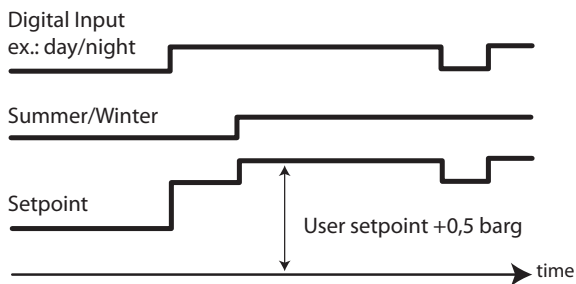 Digital Input
ex.: day/night
Summer/Winter
Setpoint
User setpoint +0,5 barg
time